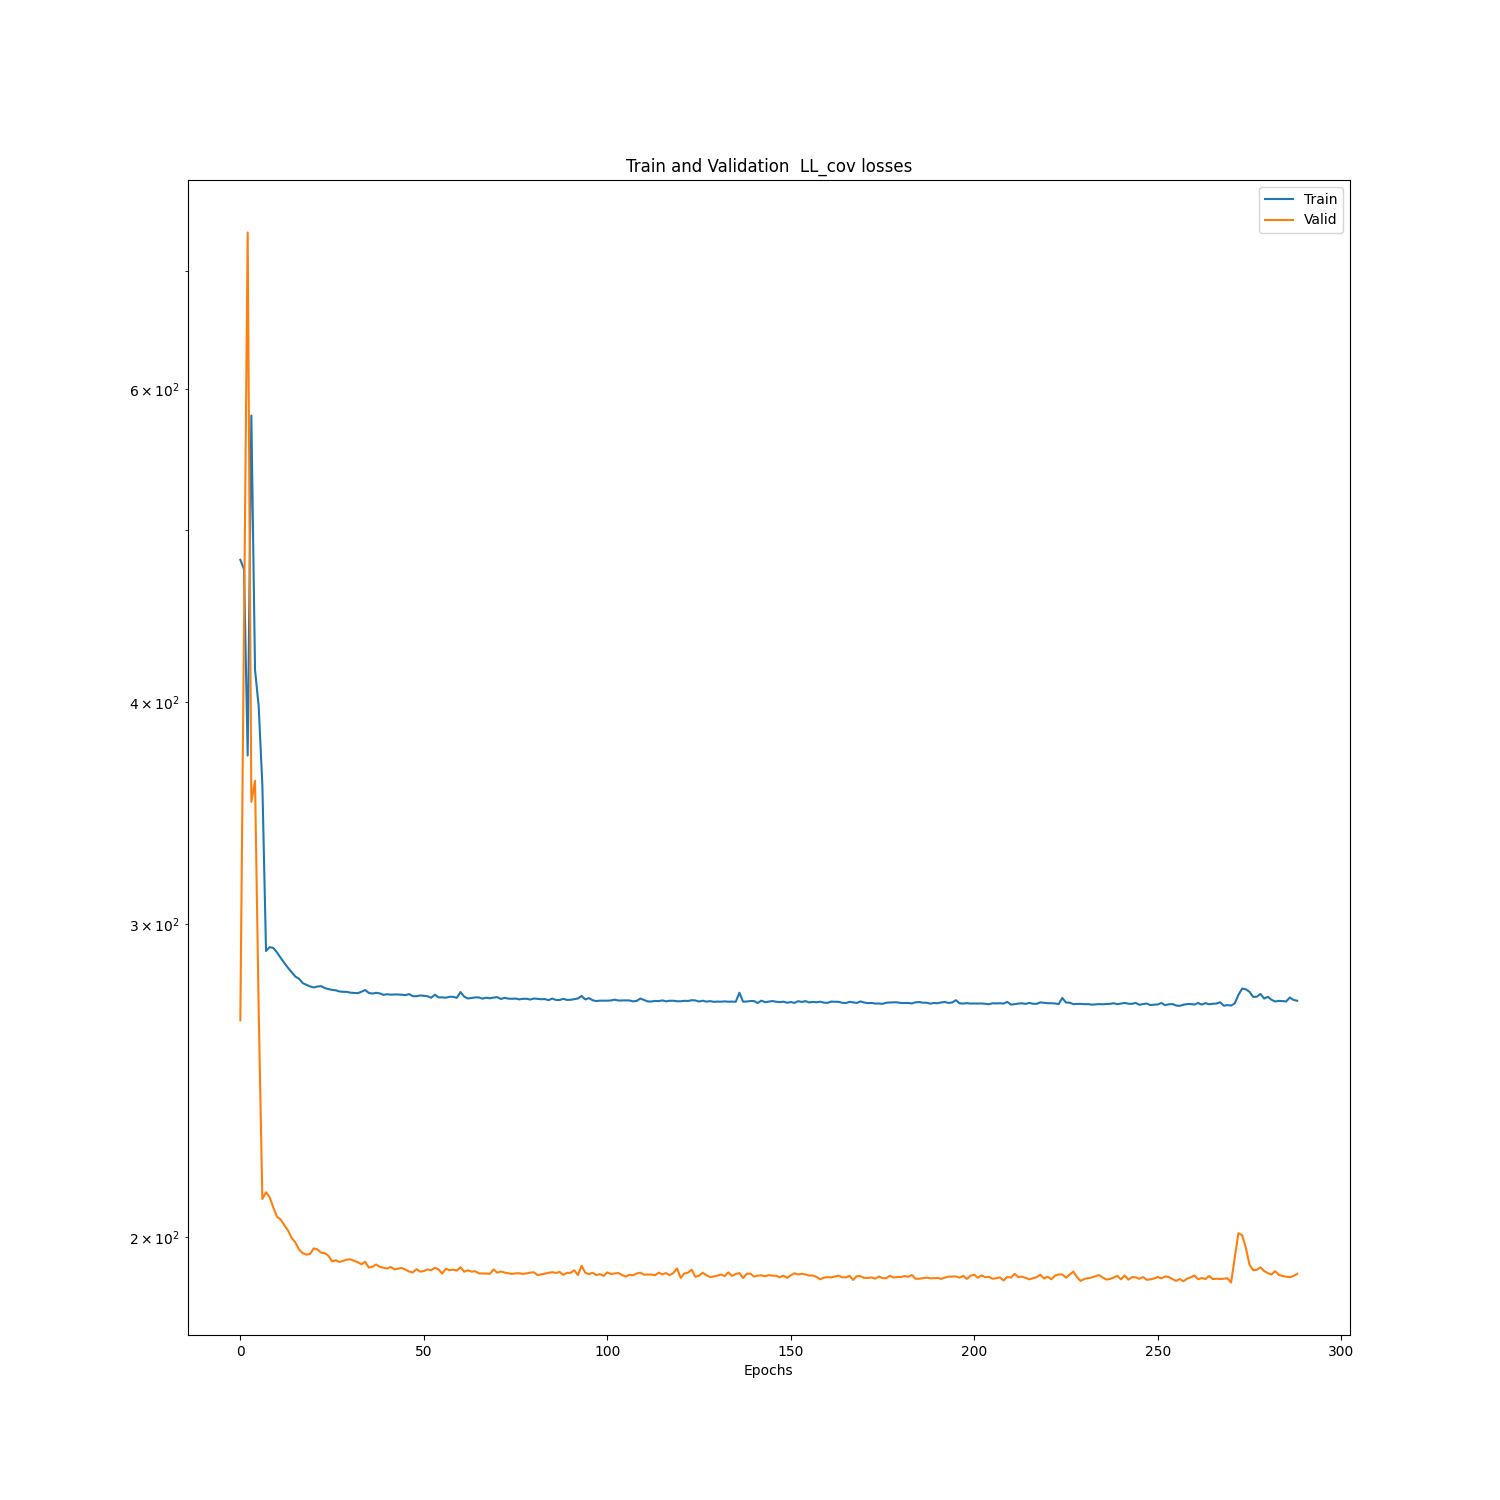 Train and Validation  LL_cov losses
Train
Valid
6 × 10²
4 × 10²
3 × 10²
2 × 10²
0 50 100 150 200 250 300
Epochs